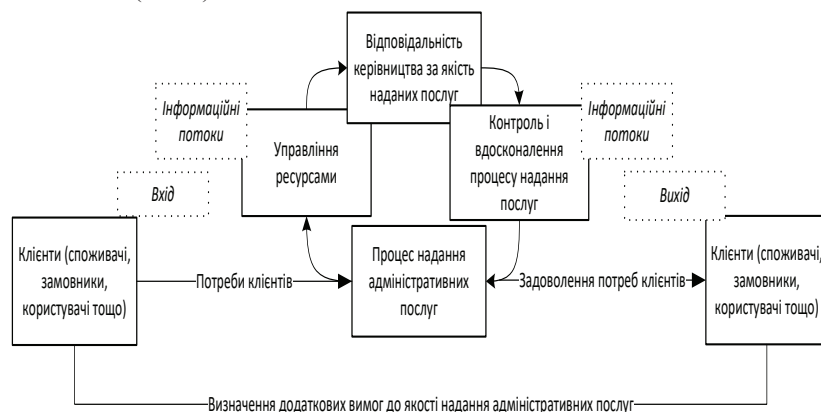 Відповідальність
керівництва за якість
наданих послуг
Інформаційні
потоки
Управління
ресурсами
Контроль і
вдосконалення
процесу надання
послуг
Інформаційні
потоки
Вхід
Вихід
Клієнти (споживачі,
замовники,
користувачі тощо)
Потреби клієнтів
Процес надання
адміністративних
послуг
Задоволення потреб клієнтів
Клієнти (споживачі,
замовники,
користувачі тощо)
Визначення додаткових вимог до якості надання адміністративних послуг